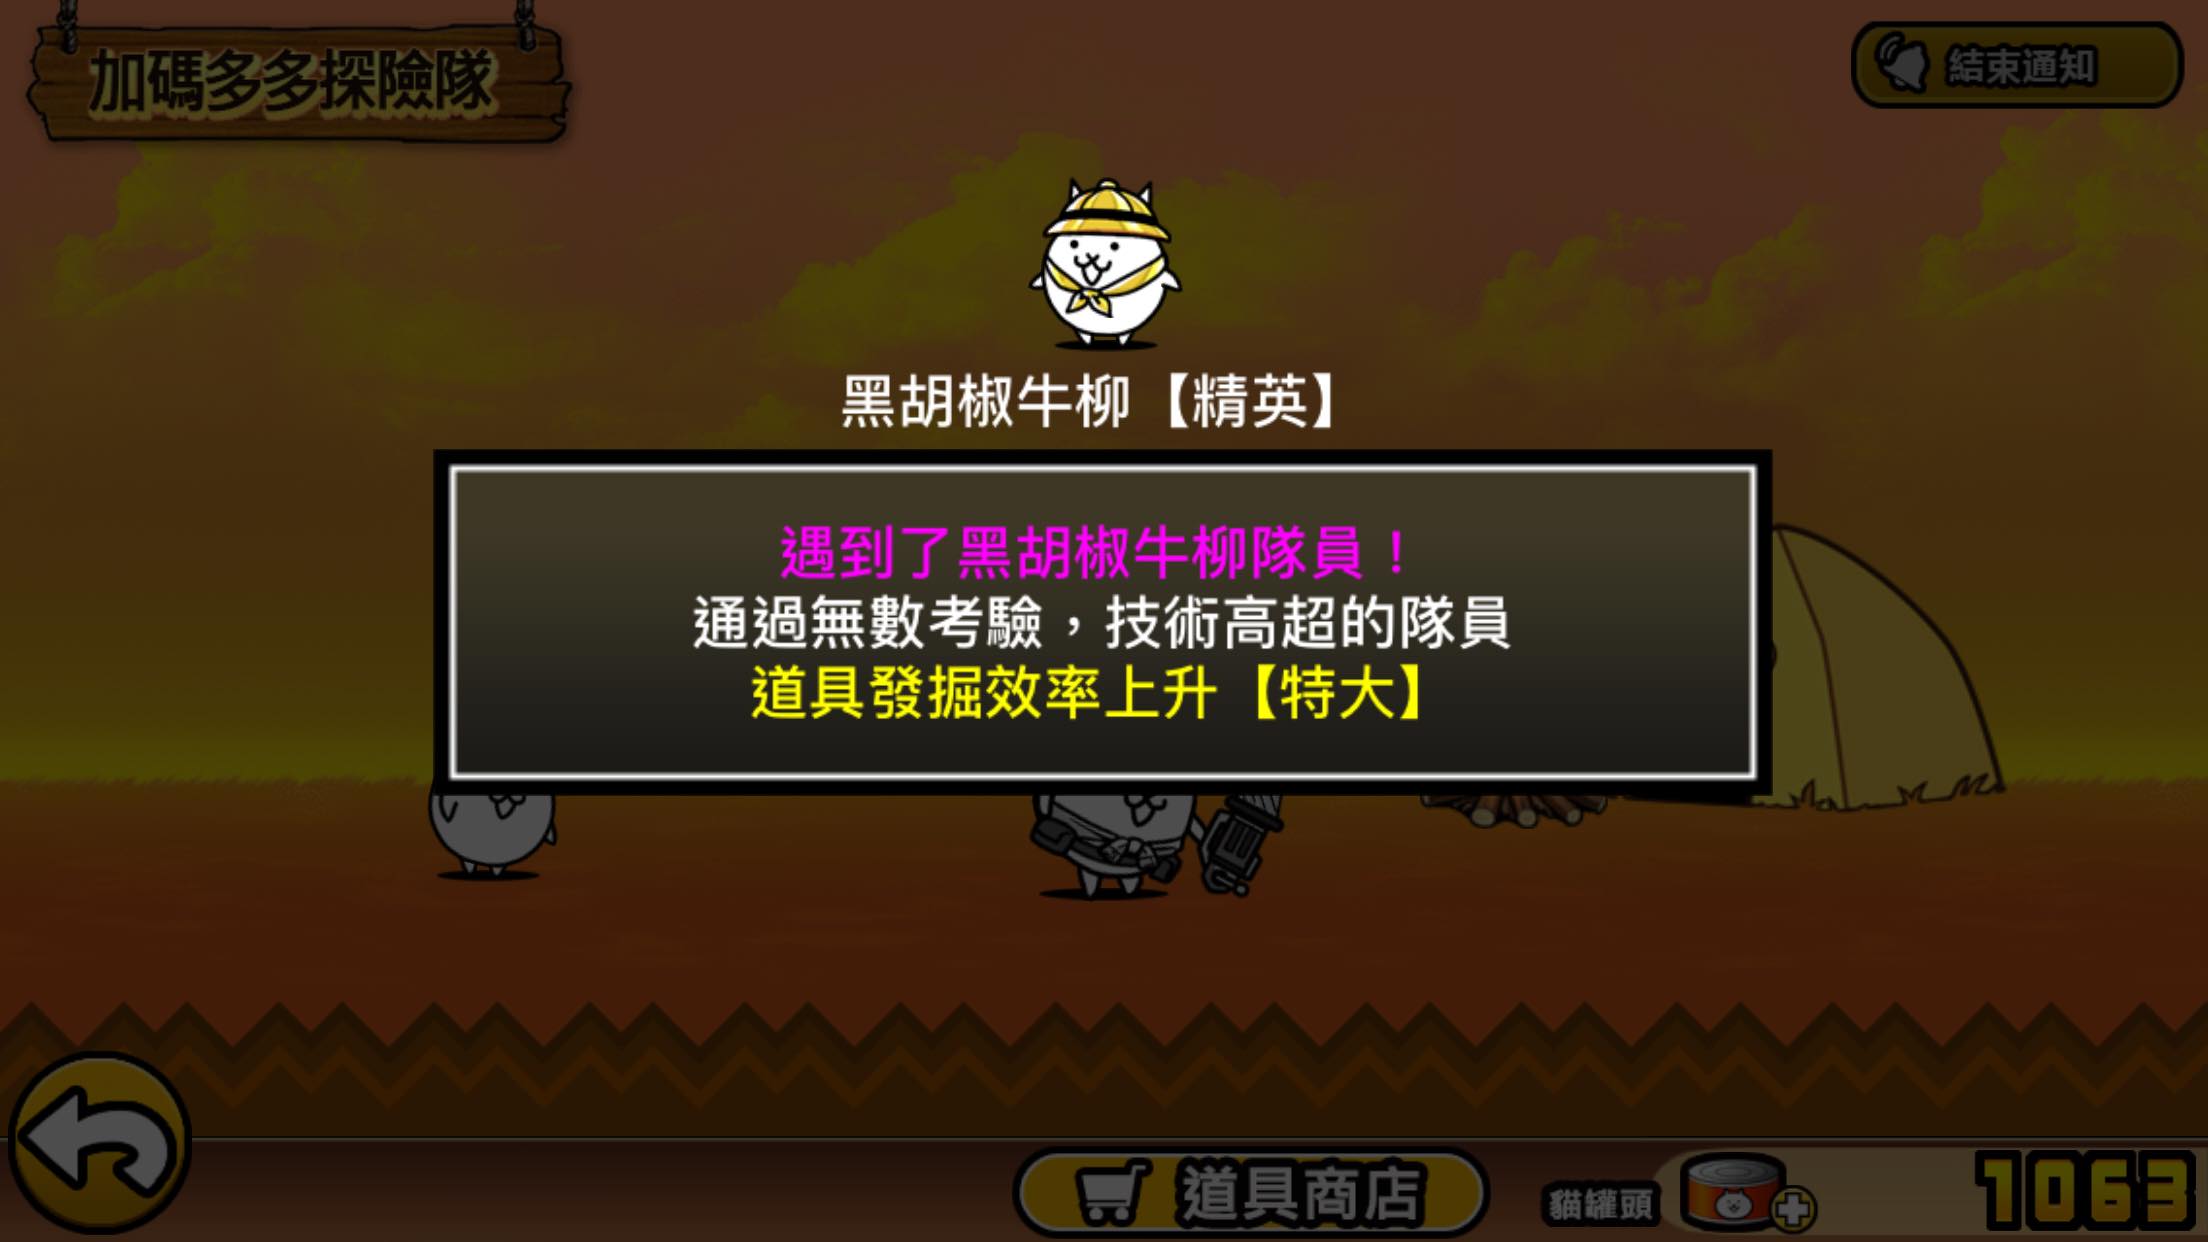 加碼多多探險隊
結束通知
黑胡椒牛柳【精英】
遇到了黑胡椒牛柳隊員！
通過無數考驗，技術高超的隊員
道具發掘效率上升【特大】
道具商店
貓罐頭
1063